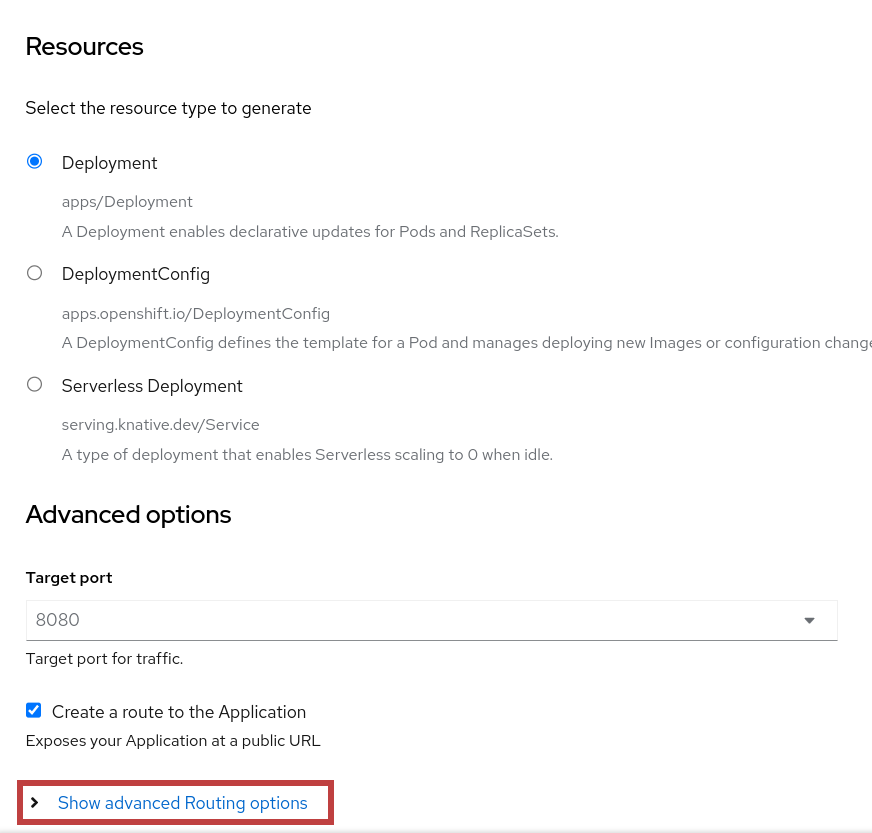 Resources
Select the resource type to generate
Deployment
apps/Deployment
A Deployment enables declarative updates for Pods and ReplicaSets.
DeploymentConfig
apps.openshift.io/DeploymentConfig
A DeploymentConfig defines the template for a Pod and manages deploying new Images or configuration change
Serverless Deployment
serving.knative.dev/Service
A type of deployment that enables Serverless scaling to 0 when idle.
Advanced options
Target port
8080
Target port for traffic.
Create a route to the Application
Exposes your Application at a public URL
Show advanced Routing options